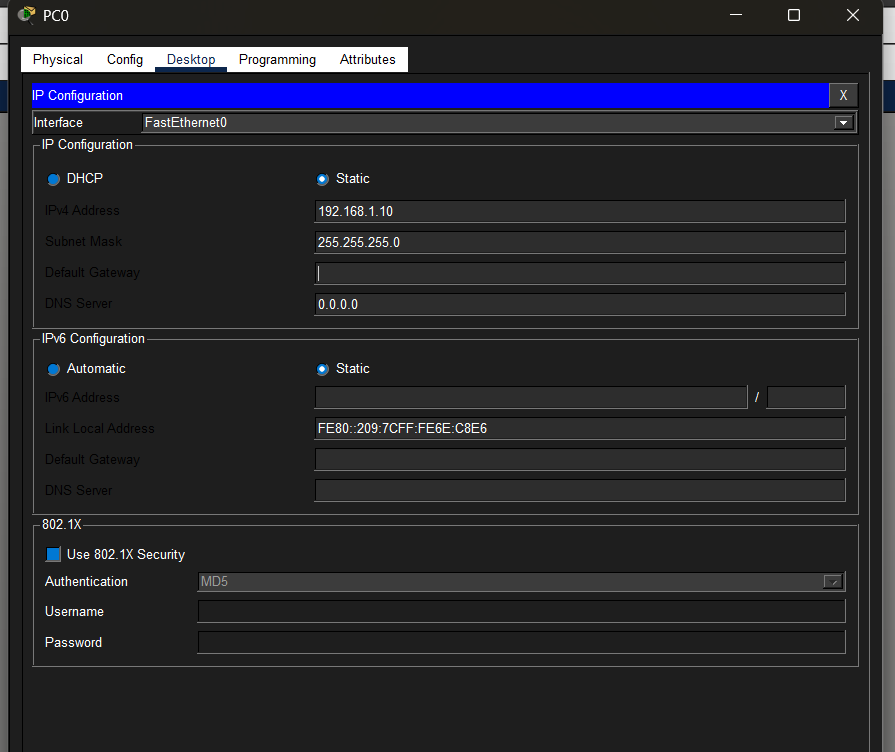 PC0
Physical Config Desktop Programming Attributes
IP Configuration X
Interface FastEthernet0
IP Configuration
DHCP Static
IPv4 Address 192.168.1.10
Subnet Mask 255.255.255.0
Default Gateway
DNS Server 0.0.0.0
IPv6 Configuration
Automatic Static
IPv6 Address /
Link Local Address FE80::209:7CFF:FE6E:C8E6
Default Gateway
DNS Server
802.1X
Use 802.1X Security
Authentication MD5
Username
Password